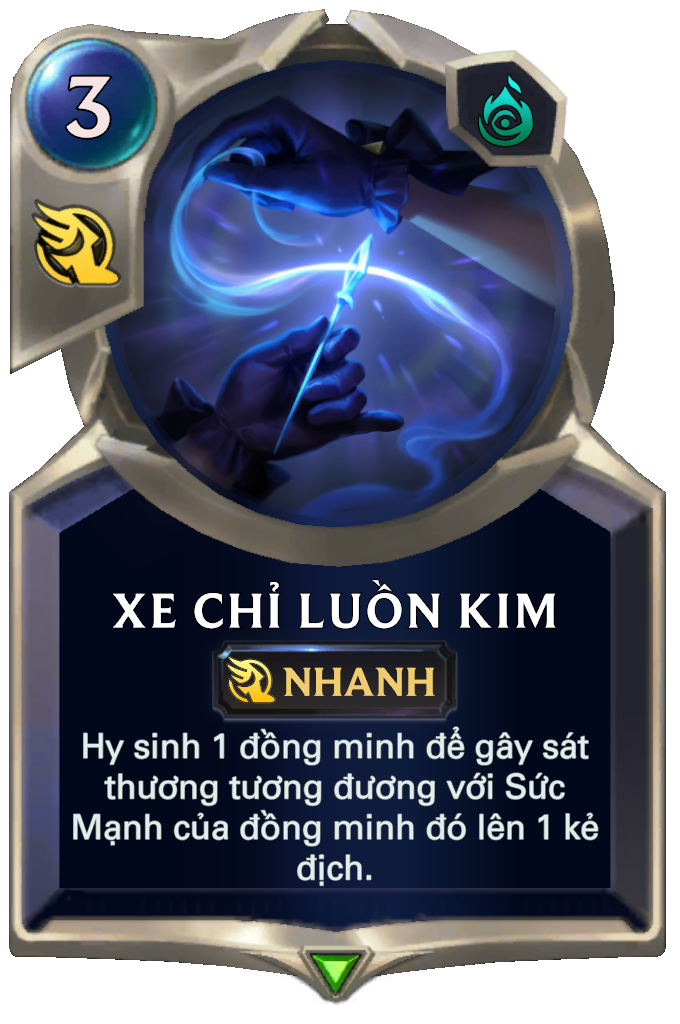 3
XE CHỈ LUỒN KIM
NHANH
Hy sinh 1 đồng minh để gây sát
thương tương đương với Sức
Mạnh của đồng minh đó lên 1 kẻ
địch.